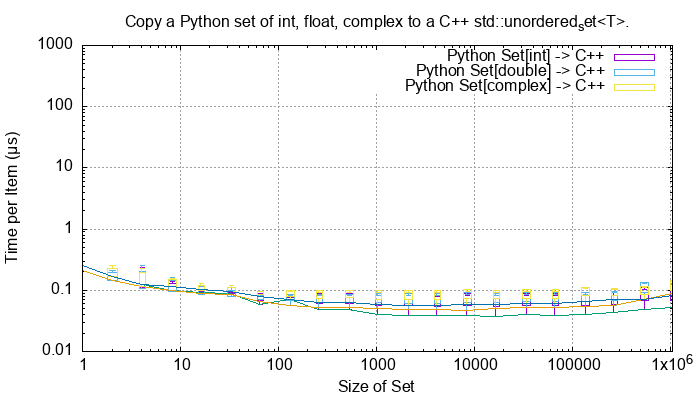 Copy a Python set of int, float, complex to a C++ std::unordered_set<T>.
1000
100
10
1
0.1
0.01
Time per Item (µs)
Python Set[int] -> C++
Python Set[double] -> C++
Python Set[complex] -> C++
1 10 100 1000 10000 100000 1x10^6
Size of Set